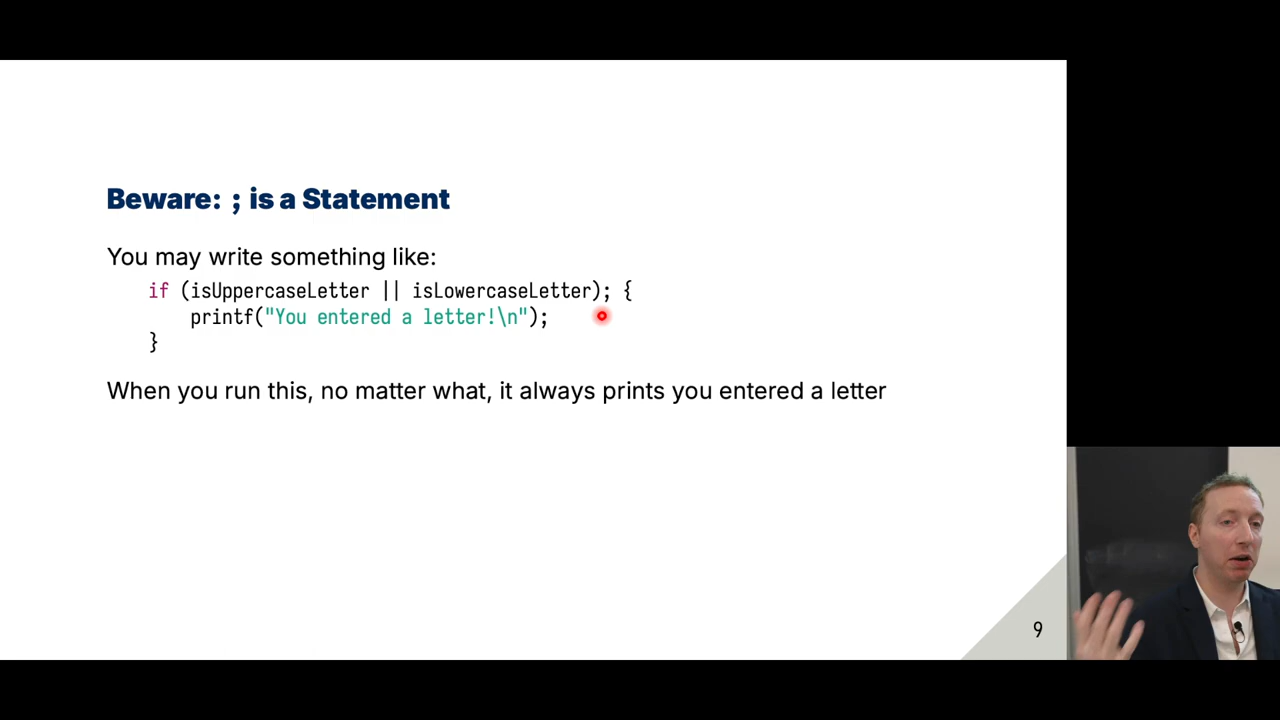 Beware: ; is a Statement
You may write something like:
if (isUppercaseLetter || isLowercaseLetter); {
printf("You entered a letter!\n");
}
When you run this, no matter what, it always prints you entered a letter
9